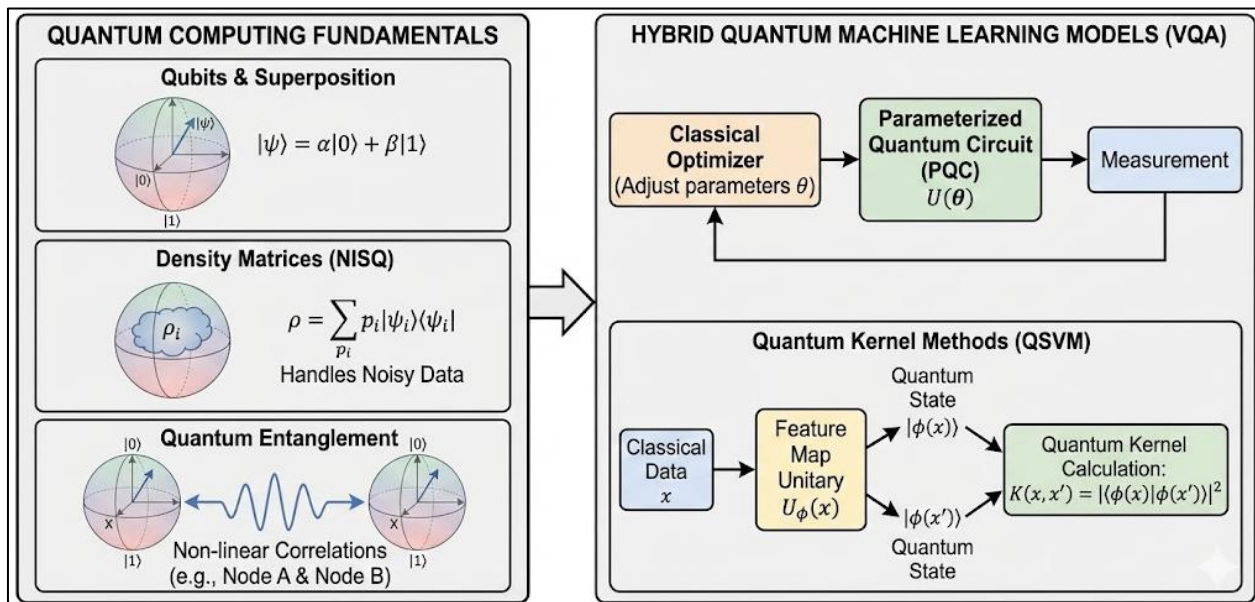 QUANTUM COMPUTING FUNDAMENTALS
Qubits & Superposition
|ψ⟩
|0⟩
|1⟩
|ψ⟩ = α|0⟩ + β|1⟩
Density Matrices (NISQ)
ρᵢ
ρ = ∑ pᵢ|ψᵢ⟩⟨ψᵢ|
pᵢ
Handles Noisy Data
Quantum Entanglement
|0⟩
|0⟩
X
X
|1⟩
|1⟩
Non-linear Correlations
(e.g., Node A & Node B)
HYBRID QUANTUM MACHINE LEARNING MODELS (VQA)
Classical
Optimizer
(Adjust parameters θ)
Parameterized
Quantum Circuit
(PQC)
U(θ)
Measurement
Quantum Kernel Methods (QSVM)
Classical
Data
x
Feature
Map
Unitary
U_ϕ(x)
Quantum
State
|ϕ(x)⟩
|ϕ(x′)⟩
Quantum
State
Quantum Kernel
Calculation:
K(x, x′) = |⟨ϕ(x)|ϕ(x′)⟩|²